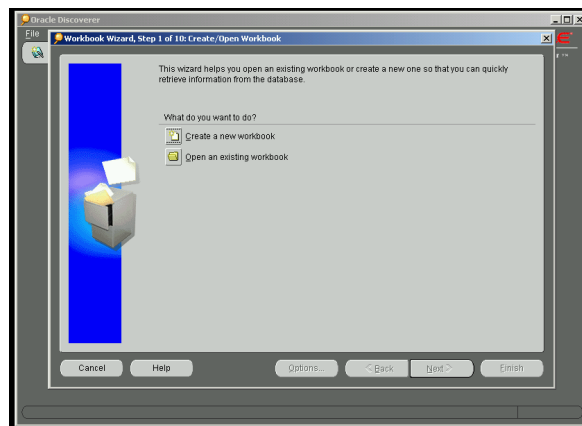 Oracle Discoverer
File
Workbook Wizard, Step 1 of 10: Create/Open Workbook
This wizard helps you open an existing workbook or create a new one so that you can quickly
retrieve information from the database.
What do you want to do?
Create a new workbook
Open an existing workbook
Cancel
Help
Options...
< Back
Next >
Finish